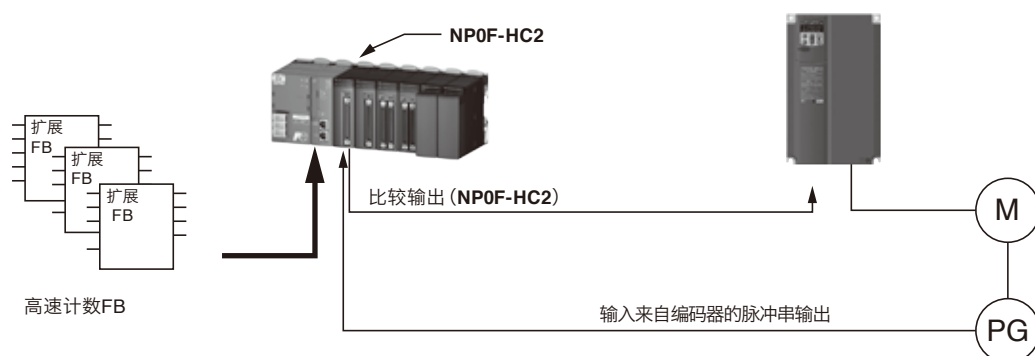 NP0F-HC2
扩展
FB
扩展
FB
扩展
FB
比较输出（NP0F-HC2）
M
高速计数FB
输入来自编码器的脉冲串输出
PG